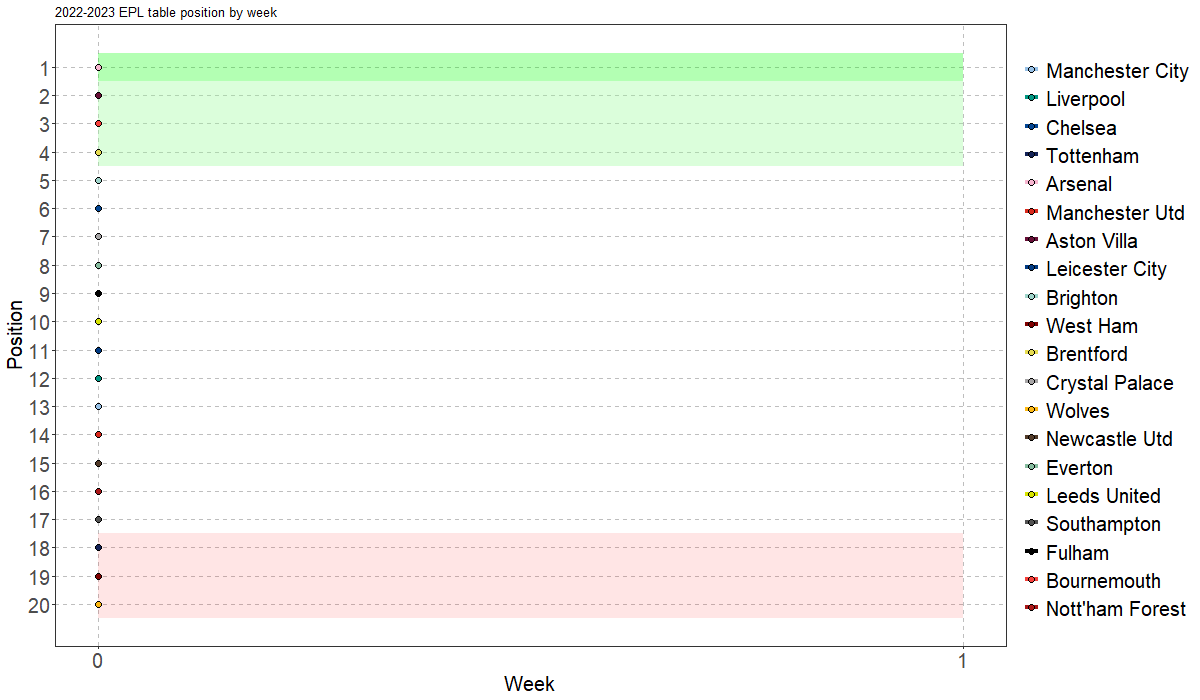 2022-2023 EPL table position by week
Position
1
2
3
4
5
6
7
8
9
10
11
12
13
14
15
16
17
18
19
20
0
1
Week
Manchester City
Liverpool
Chelsea
Tottenham
Arsenal
Manchester Utd
Aston Villa
Leicester City
Brighton
West Ham
Brentford
Crystal Palace
Wolves
Newcastle Utd
Everton
Leeds United
Southampton
Fulham
Bournemouth
Nott'ham Forest